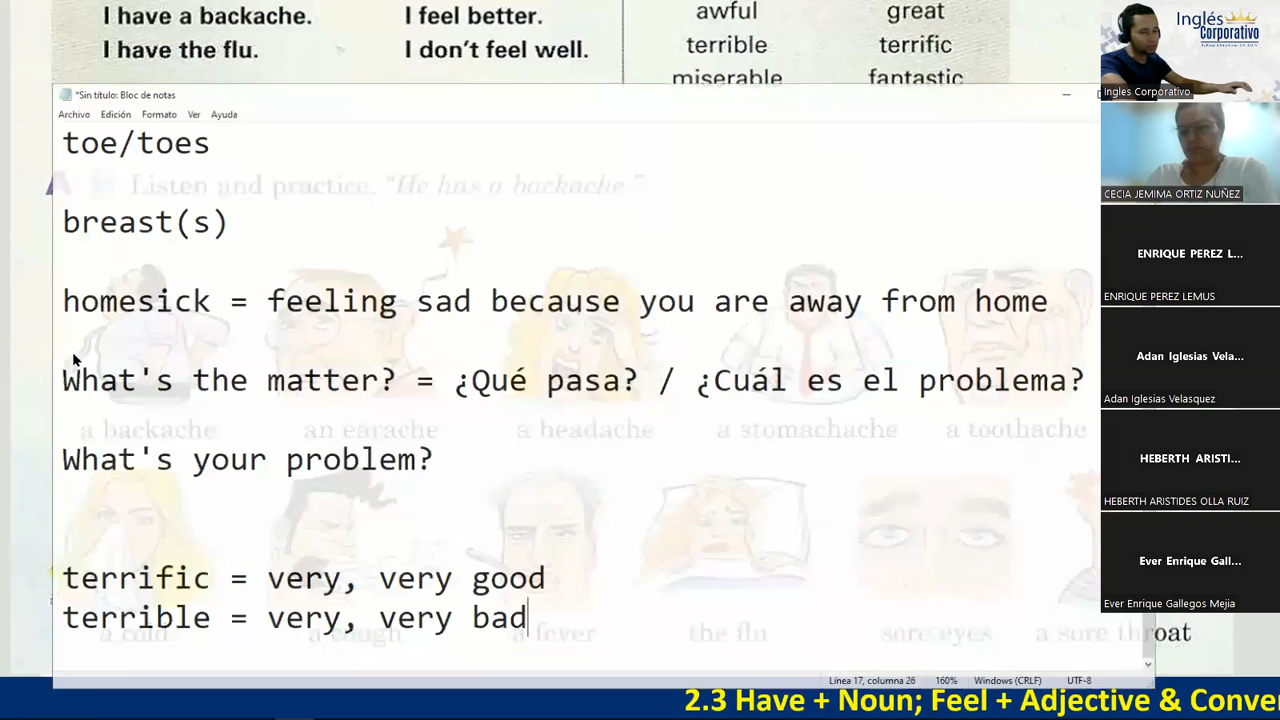 I have a backache. I feel better. awful great
I have the flu. I don't feel well. terrible terrific
miserable fantastic
*Sin título: Bloc de notas
Archivo Edición Formato Ver Ayuda
toe/toes
Listen and practice. "He has a backache."
breast(s)
homesick = feeling sad because you are away from home
What's the matter? = ¿Qué pasa? / ¿Cuál es el problema?
a backache an earache a headache a stomachache a toothache
What's your problem?
terrific = very, very good
terrible = very, very bad
a cold a cough a fever the flu sore eyes a sore throat
Línea 17, columna 26 160% Windows (CRLF) UTF-8
2.3 Have + Noun; Feel + Adjective & Conver
Inglés
Corporativo
Ingles Corporativo
CECIA JEMIMA ORTIZ NUÑEZ
ENRIQUE PEREZ L...
ENRIQUE PEREZ LEMUS
Adan Iglesias Vela...
Adan Iglesias Velasquez
HEBERTH ARISTI...
HEBERTH ARISTIDES OLLA RUIZ
Ever Enrique Gall...
Ever Enrique Gallegos Mejia